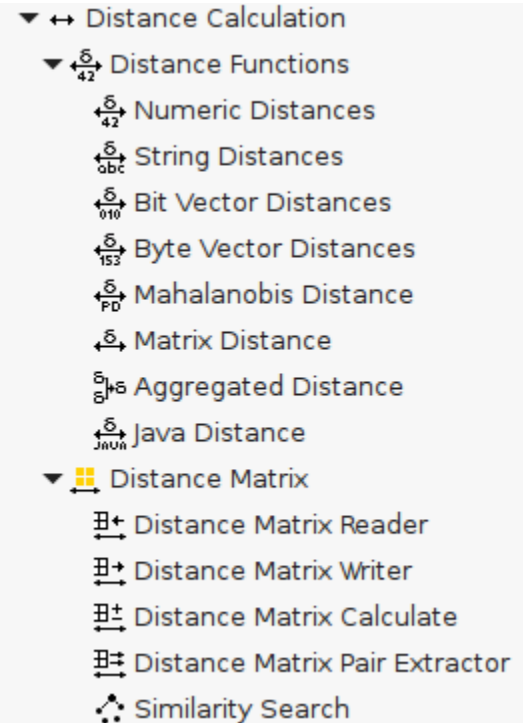 Distance Calculation
Distance Functions
Numeric Distances
String Distances
Bit Vector Distances
Byte Vector Distances
Mahalanobis Distance
Matrix Distance
Aggregated Distance
Java Distance
Distance Matrix
Distance Matrix Reader
Distance Matrix Writer
Distance Matrix Calculate
Distance Matrix Pair Extractor
Similarity Search